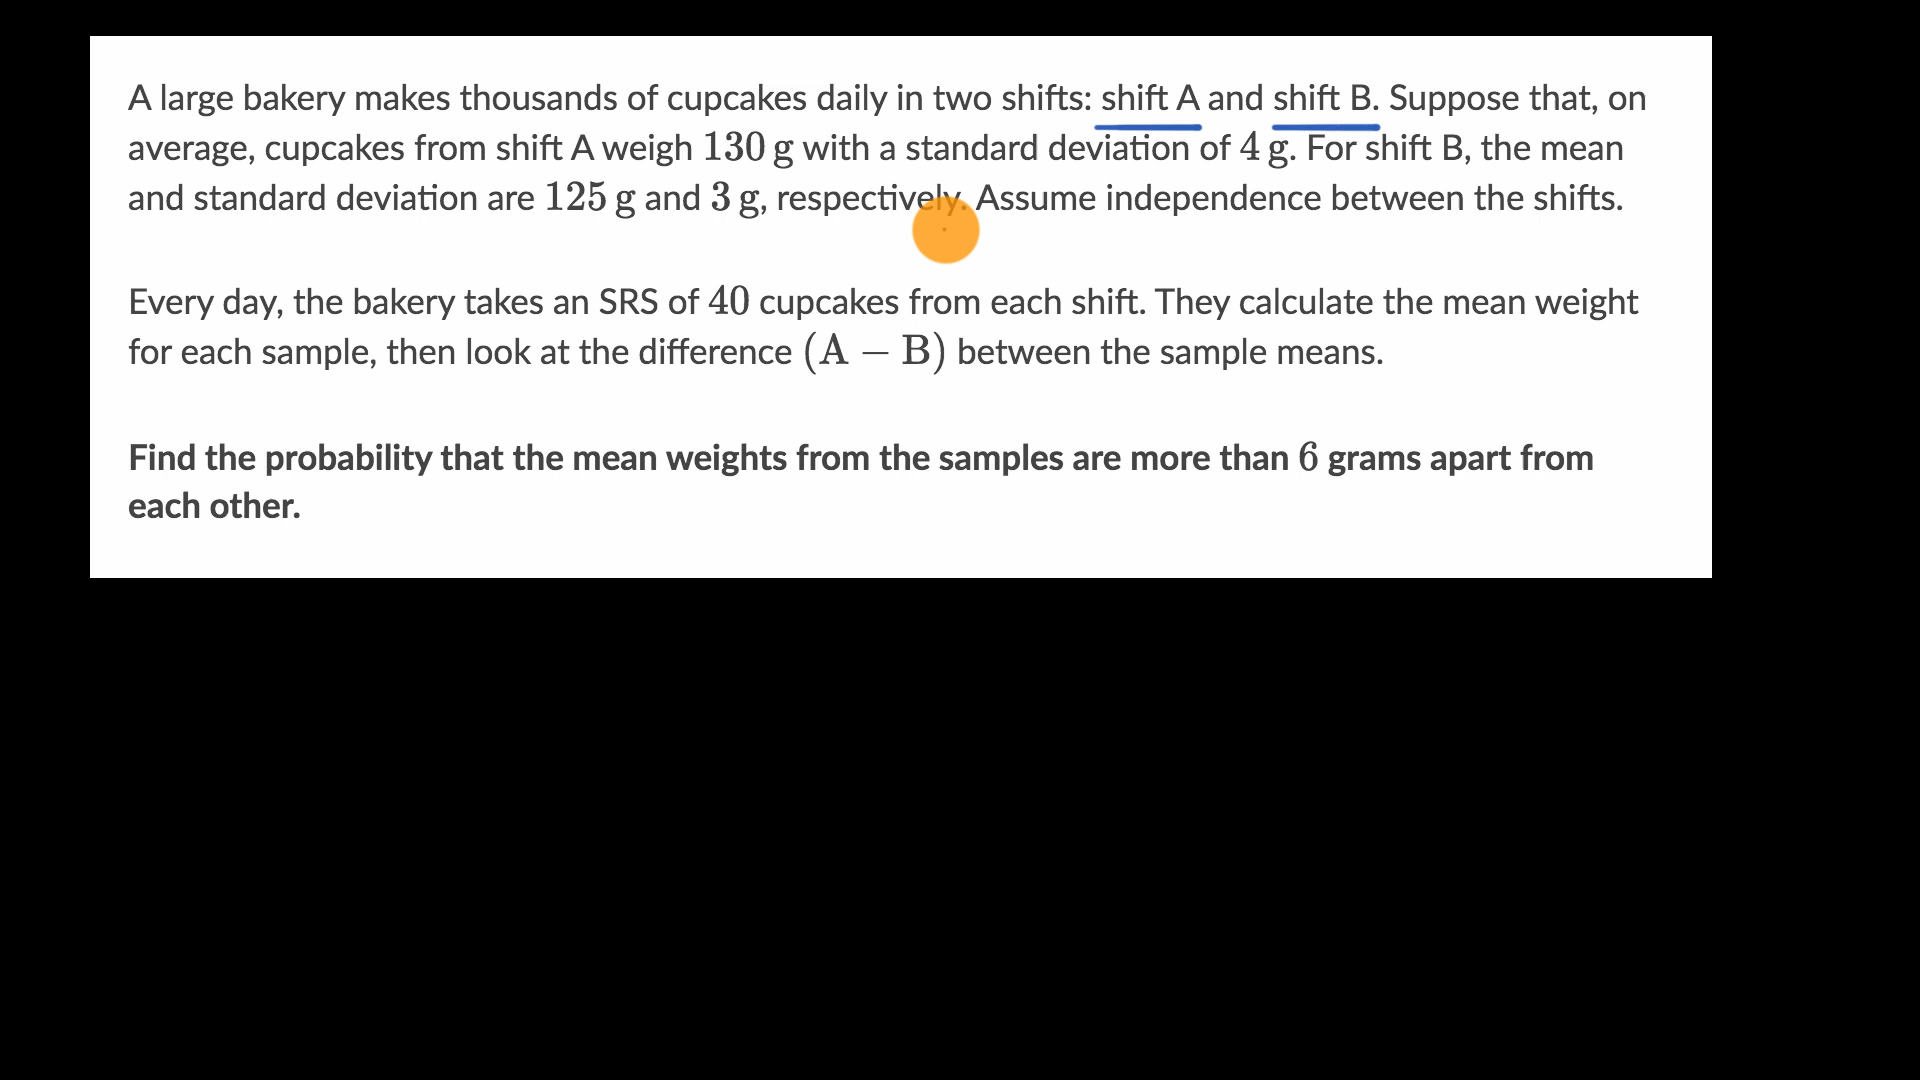 A large bakery makes thousands of cupcakes daily in two shifts: shift A and shift B. Suppose that, on
average, cupcakes from shift A weigh 130 g with a standard deviation of 4 g. For shift B, the mean
and standard deviation are 125 g and 3 g, respectively. Assume independence between the shifts.
Every day, the bakery takes an SRS of 40 cupcakes from each shift. They calculate the mean weight
for each sample, then look at the difference (A − B) between the sample means.
Find the probability that the mean weights from the samples are more than 6 grams apart from
each other.